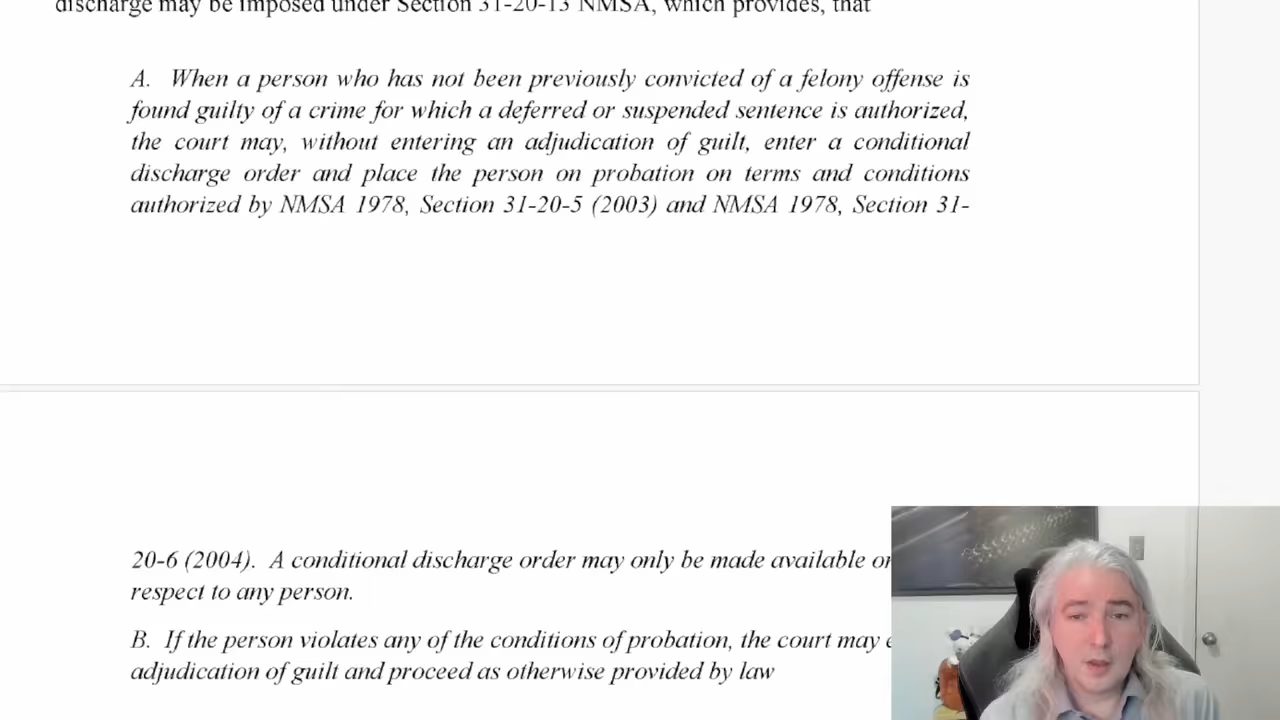 discharge may be imposed under Section 31-20-13 NMSA, which provides, that
A. When a person who has not been previously convicted of a felony offense is
found guilty of a crime for which a deferred or suspended sentence is authorized,
the court may, without entering an adjudication of guilt, enter a conditional
discharge order and place the person on probation on terms and conditions
authorized by NMSA 1978, Section 31-20-5 (2003) and NMSA 1978, Section 31-
20-6 (2004). A conditional discharge order may only be made available
respect to any person.
B. If the person violates any of the conditions of probation, the court may
adjudication of guilt and proceed as otherwise provided by law